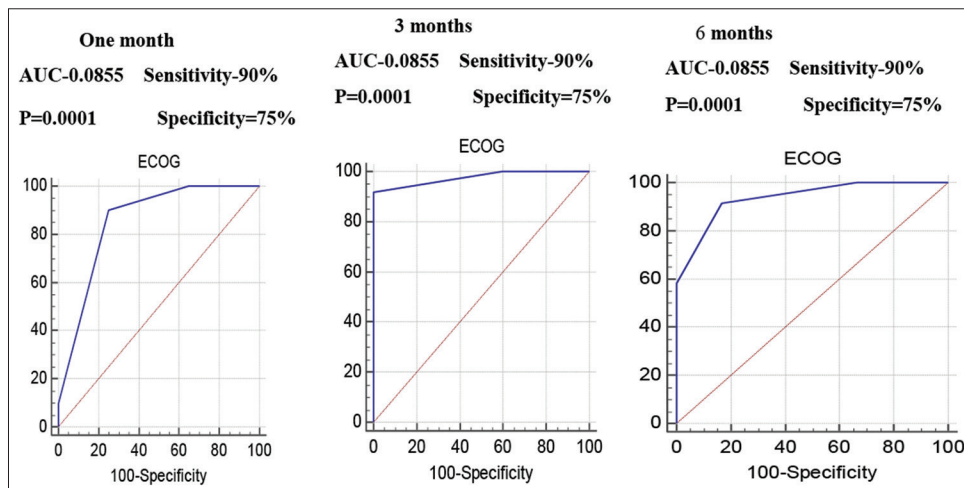 One month
AUC-0.0855 Sensitivity-90%
P=0.0001 Specificity=75%
ECOG
100
80
60
40
20
0
0 20 40 60 80 100
100-Specificity
3 months
AUC-0.0855 Sensitivity-90%
P=0.0001 Specificity=75%
ECOG
100
80
60
40
20
0
0 20 40 60 80 100
100-Specificity
6 months
AUC-0.0855 Sensitivity-90%
P=0.0001 Specificity=75%
ECOG
100
80
60
40
20
0
0 20 40 60 80 100
100-Specificity